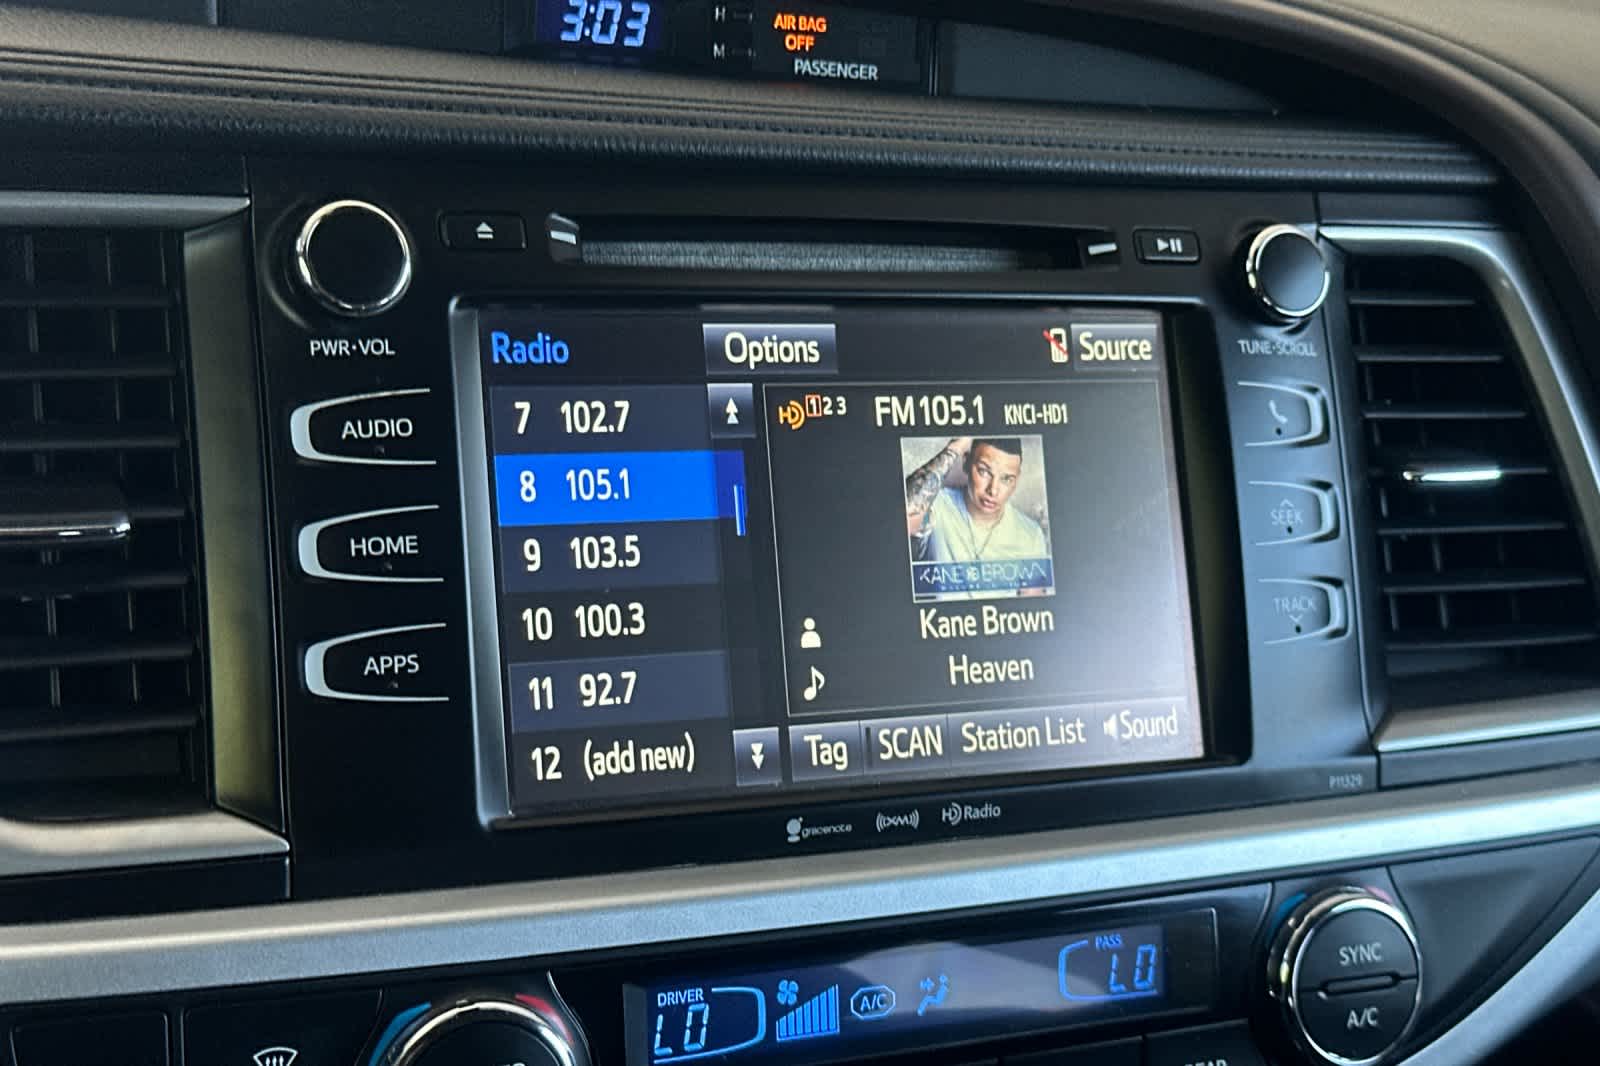 3:03
H
M
AIR BAG
OFF
PASSENGER
PWR·VOL
TUNE·SCROLL
AUDIO
HOME
APPS
Radio
Options
Source
7 102.7
8 105.1
9 103.5
10 100.3
11 92.7
12 (add new)
HD 1 2 3 FM 105.1 KNCI-HD1
KANE BROWN
Kane Brown
Heaven
Tag
SCAN
Station List
Sound
SEEK
TRACK
P11329
gracenote
((XM))
HD Radio
DRIVER
LO
A/C
PASS
LO
SYNC
A/C